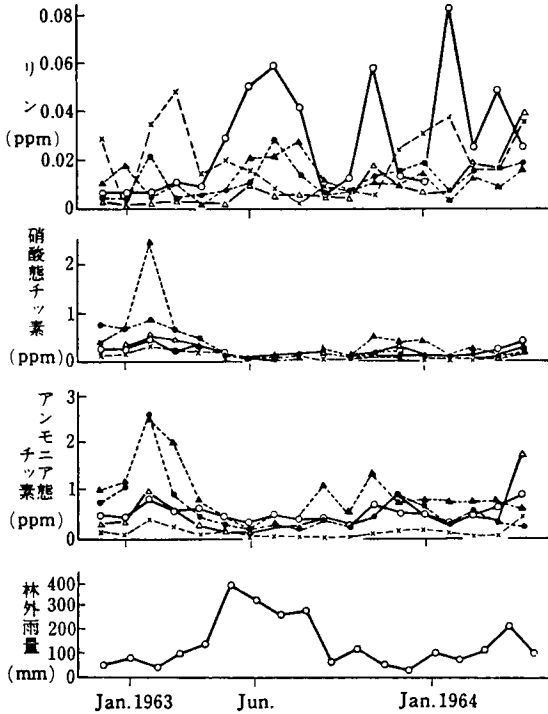 0.08
0.06
0.04
0.02
0
リン
(ppm)
2
1
0
硝酸態チッ素
(ppm)
3
2
1
0
アンモニア態
チッ素
(ppm)
400
300
200
100
0
林外雨量
(mm)
Jan.1963
Jun.
Jan.1964